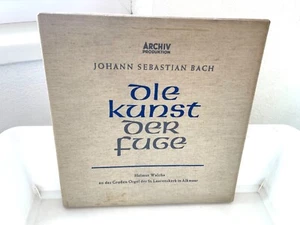 ARCHIV
PRODUKTION
JOHANN SEBASTIAN BACH
Die
Kunst
Der
Fuge
Helmut Walcha
an der Großen Orgel der St. Laurenskerk in Alkmaar